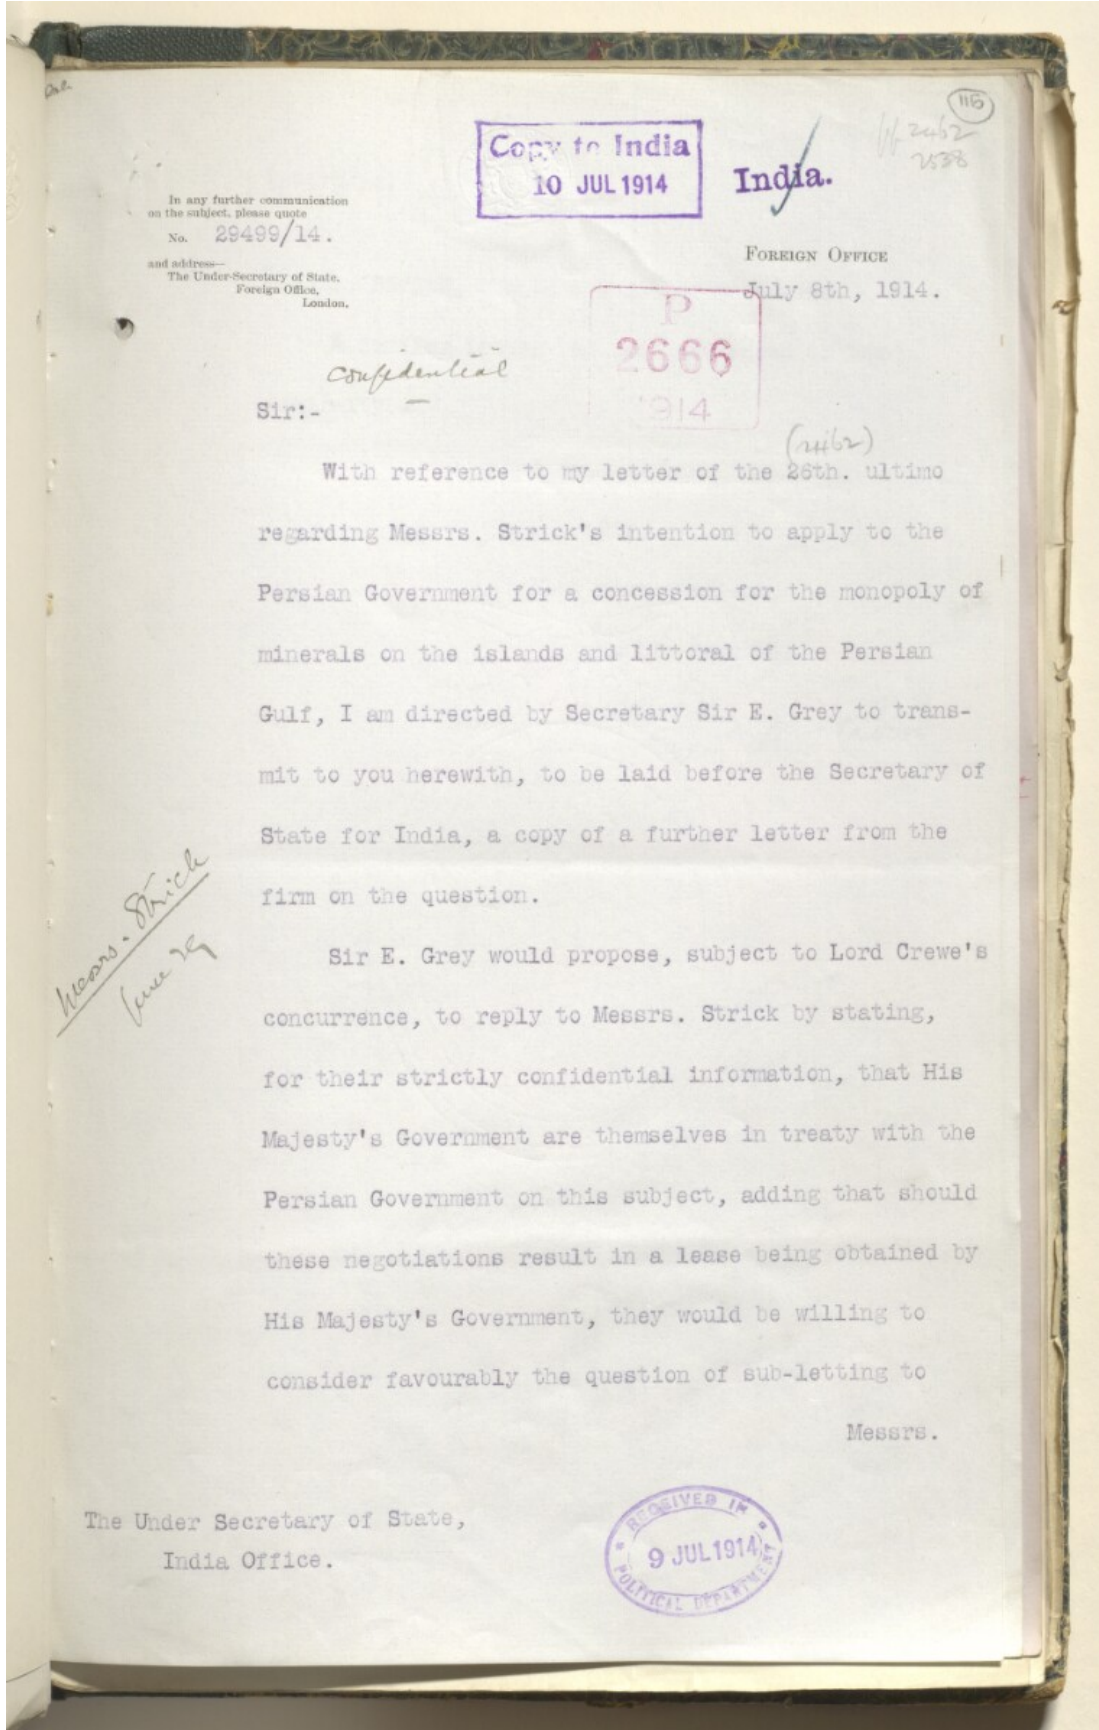 115
2462
2538
Copy to India
10 JUL 1914
India.
In any further communication
on the subject, please quote
No. 29499/14.
and address—
The Under-Secretary of State,
Foreign Office,
London.
FOREIGN OFFICE
July 8th, 1914.
P
2666
1914
Confidential
Sir:-
(2462)
With reference to my letter of the 26th. ultimo
regarding Messrs. Strick's intention to apply to the
Persian Government for a concession for the monopoly of
minerals on the islands and littoral of the Persian
Gulf, I am directed by Secretary Sir E. Grey to trans-
mit to you herewith, to be laid before the Secretary of
State for India, a copy of a further letter from the
firm on the question.
Messrs. Strick
June 29
Sir E. Grey would propose, subject to Lord Crewe's
concurrence, to reply to Messrs. Strick by stating,
for their strictly confidential information, that His
Majesty's Government are themselves in treaty with the
Persian Government on this subject, adding that should
these negotiations result in a lease being obtained by
His Majesty's Government, they would be willing to
consider favourably the question of sub-letting to
Messrs.
The Under Secretary of State,
India Office.
RECEIVED IN
9 JUL 1914
POLITICAL DEPARTMENT